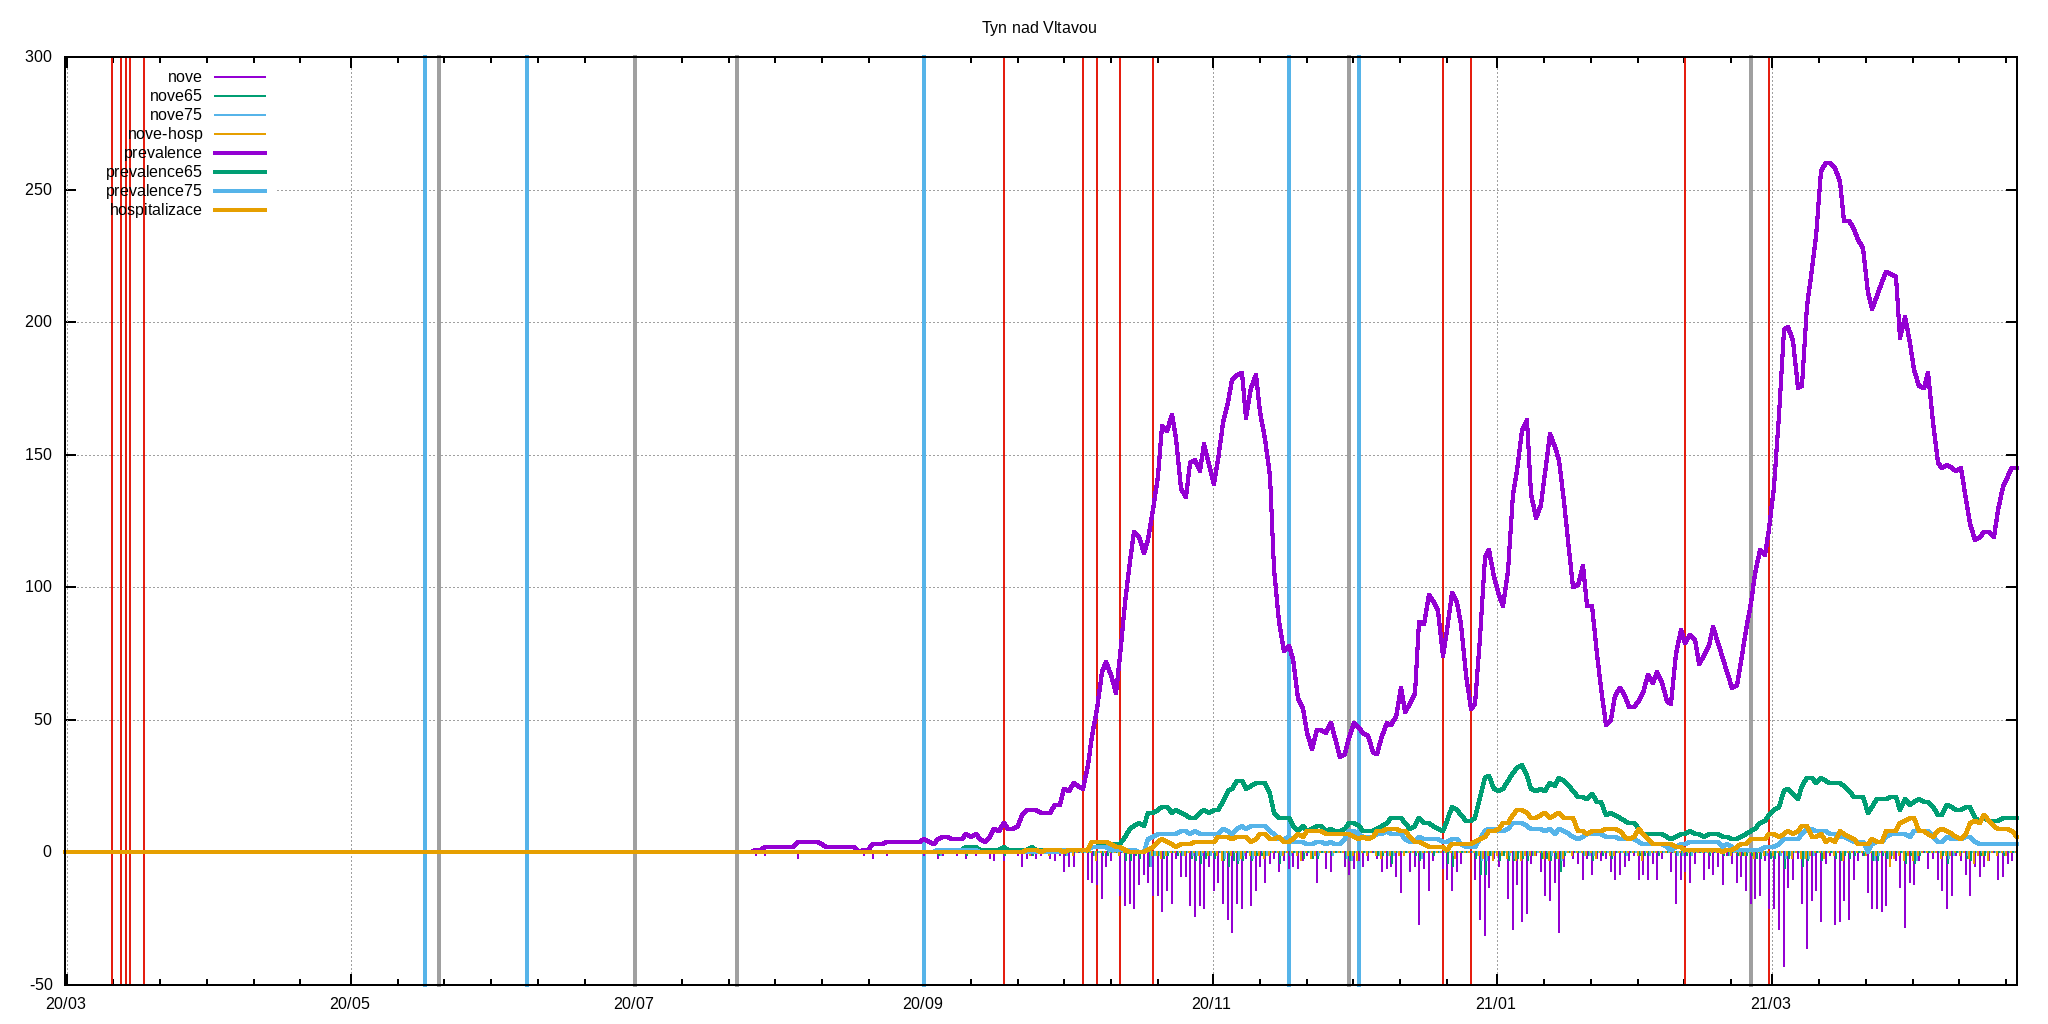 Tyn nad Vltavou
300
250
200
150
100
50
0
-50
nove
nove65
nove75
nove-hosp
prevalence
prevalence65
prevalence75
hospitalizace
20/03 20/05 20/07 20/09 20/11 21/01 21/03